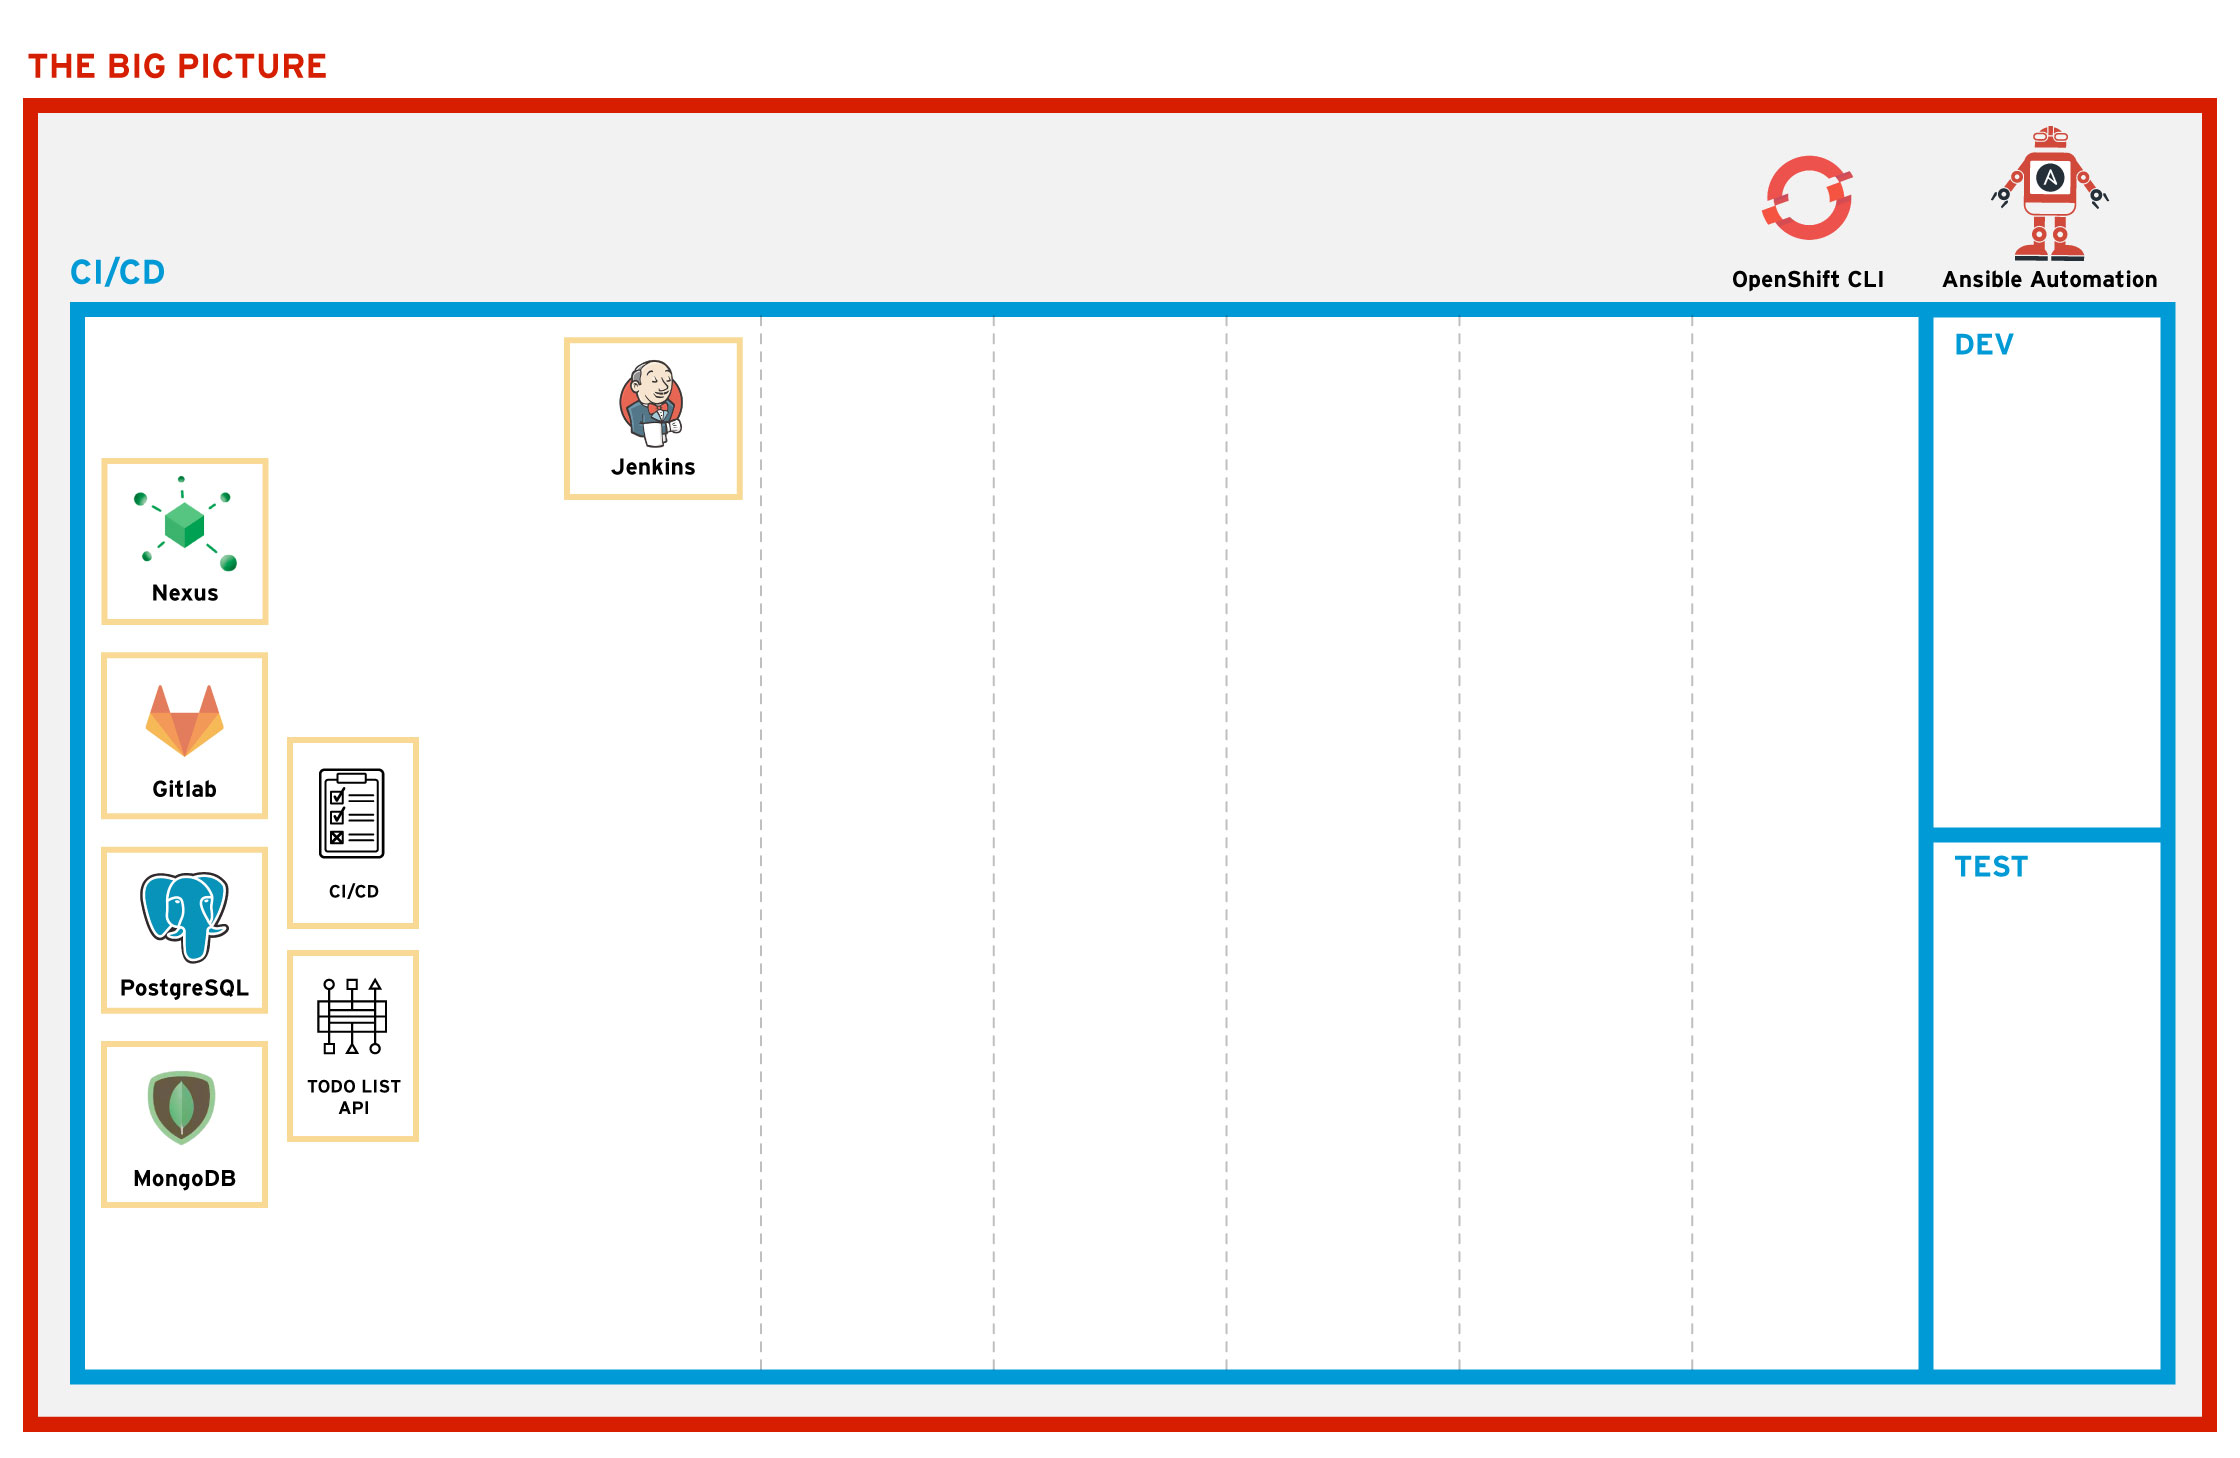 THE BIG PICTURE
OpenShift CLI
Ansible Automation
CI/CD
DEV
Jenkins
Nexus
Gitlab
CI/CD
TEST
PostgreSQL
TODO LIST
API
MongoDB